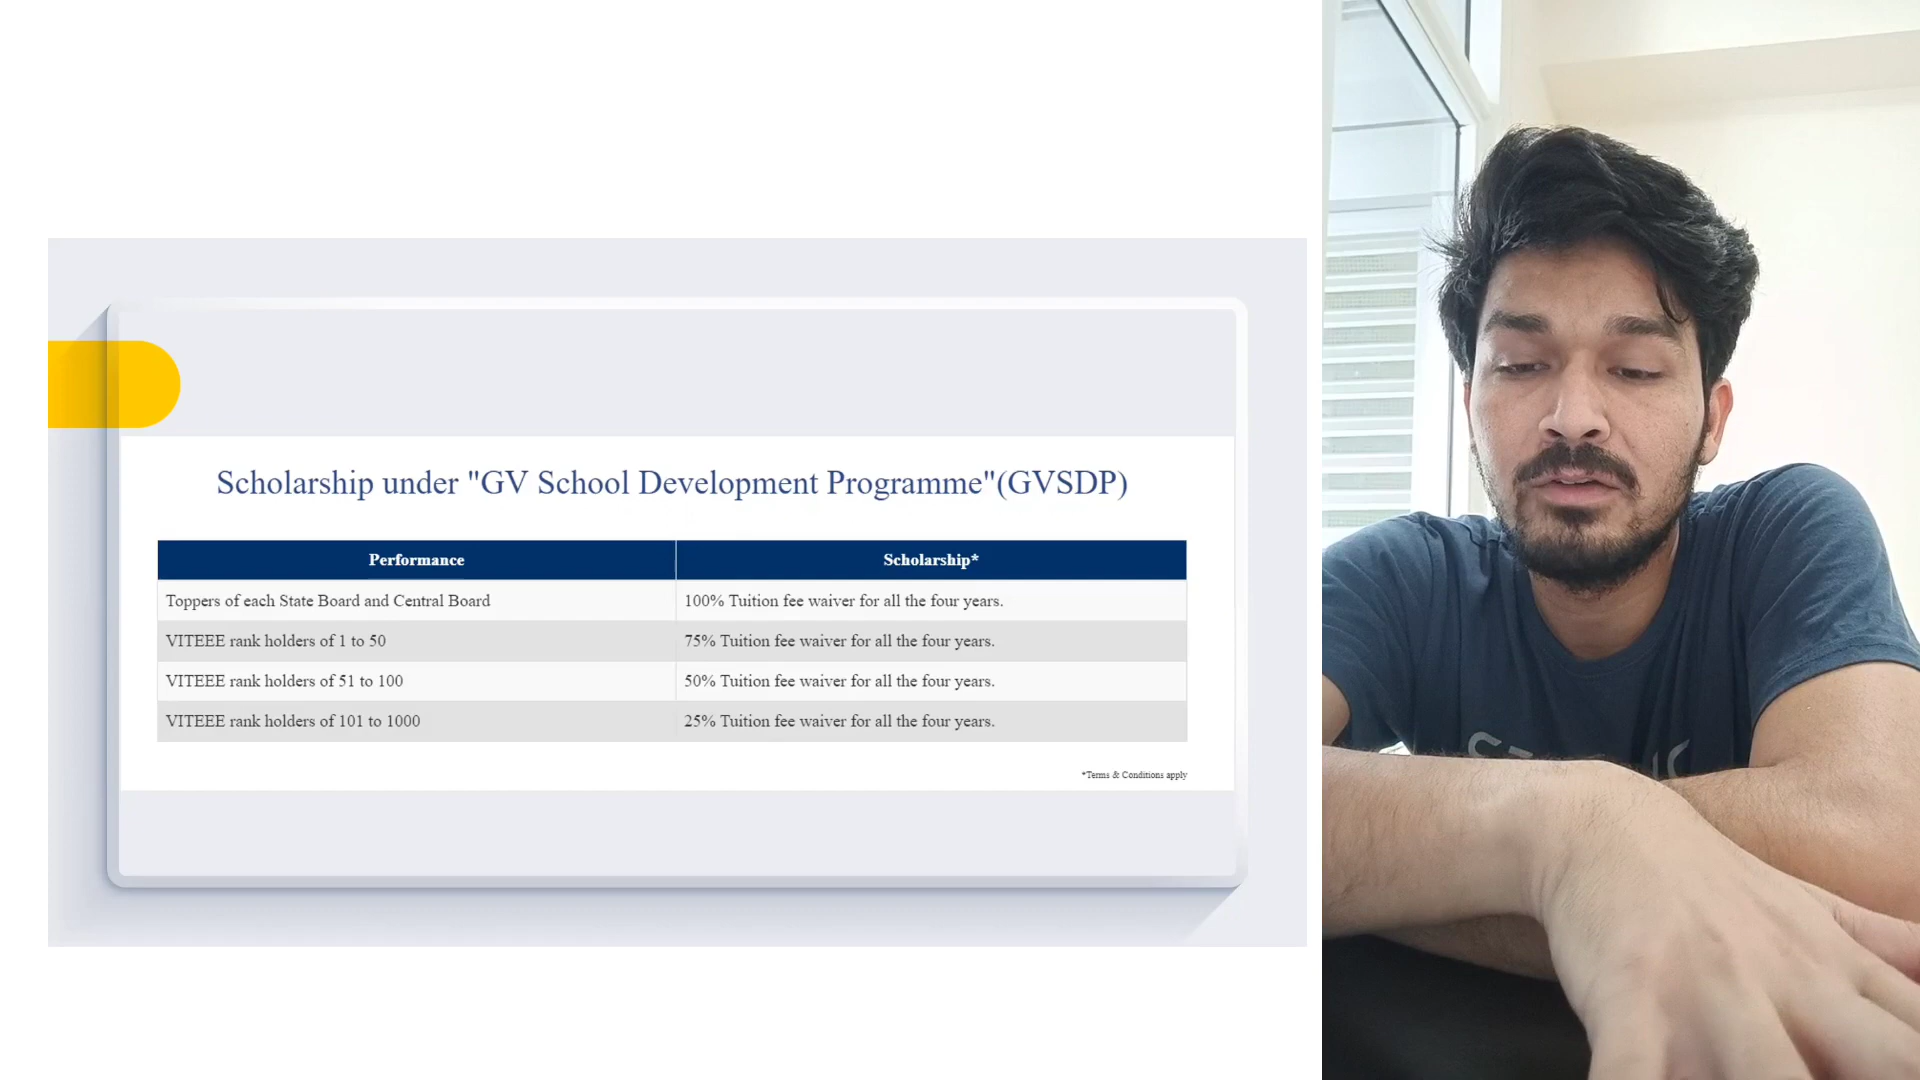 Scholarship under "GV School Development Programme"(GVSDP)
Performance Scholarship*
Toppers of each State Board and Central Board 100% Tuition fee waiver for all the four years.
VITEEE rank holders of 1 to 50 75% Tuition fee waiver for all the four years.
VITEEE rank holders of 51 to 100 50% Tuition fee waiver for all the four years.
VITEEE rank holders of 101 to 1000 25% Tuition fee waiver for all the four years.
*Terms & Conditions apply